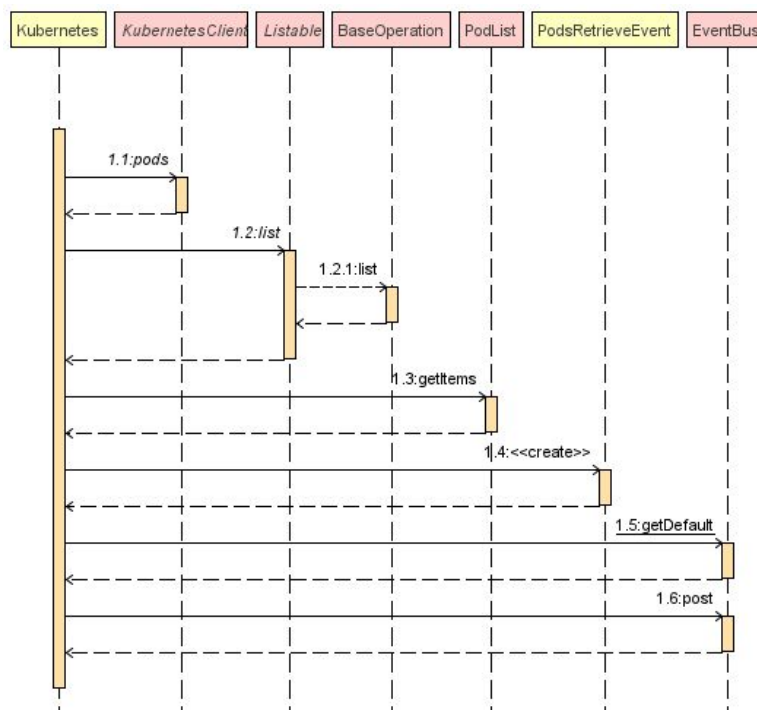 Kubernetes
KubernetesClient
Listable
BaseOperation
PodList
PodsRetrieveEvent
EventBus
1.1:pods
1.2:list
1.2.1:list
1.3:getItems
1.4:<<create>>
1.5:getDefault
1.6:post